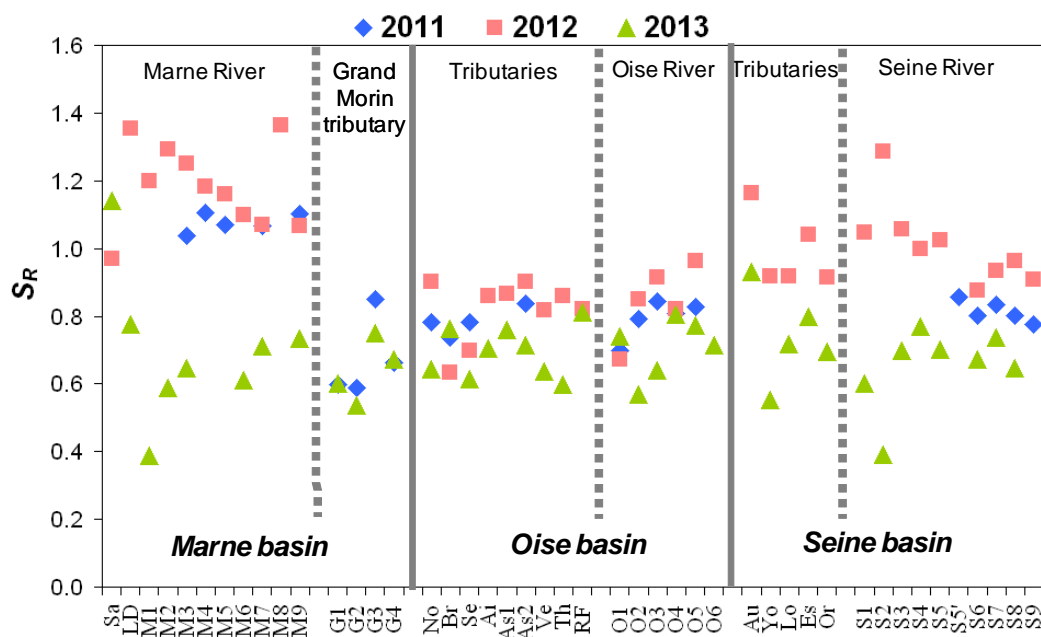 2011 2012 2013
1.6
1.4
1.2
1.0
0.8
0.6
0.4
0.2
0.0
S_R
Marne River
Grand
Morin
tributary
Tributaries
Oise River
Tributaries
Seine River
Marne basin
Oise basin
Seine basin
Sa LD M1 M2 M3 M4 M5 M6 M7 M8 M9 G1 G2 G3 G4 No Br Se Ai As1 As2 Ve Th RF O1 O2 O3 O4 O5 O6 Au Yo Lo Es Or S1 S2 S3 S4 S5 S5' S6 S7 S8 S9